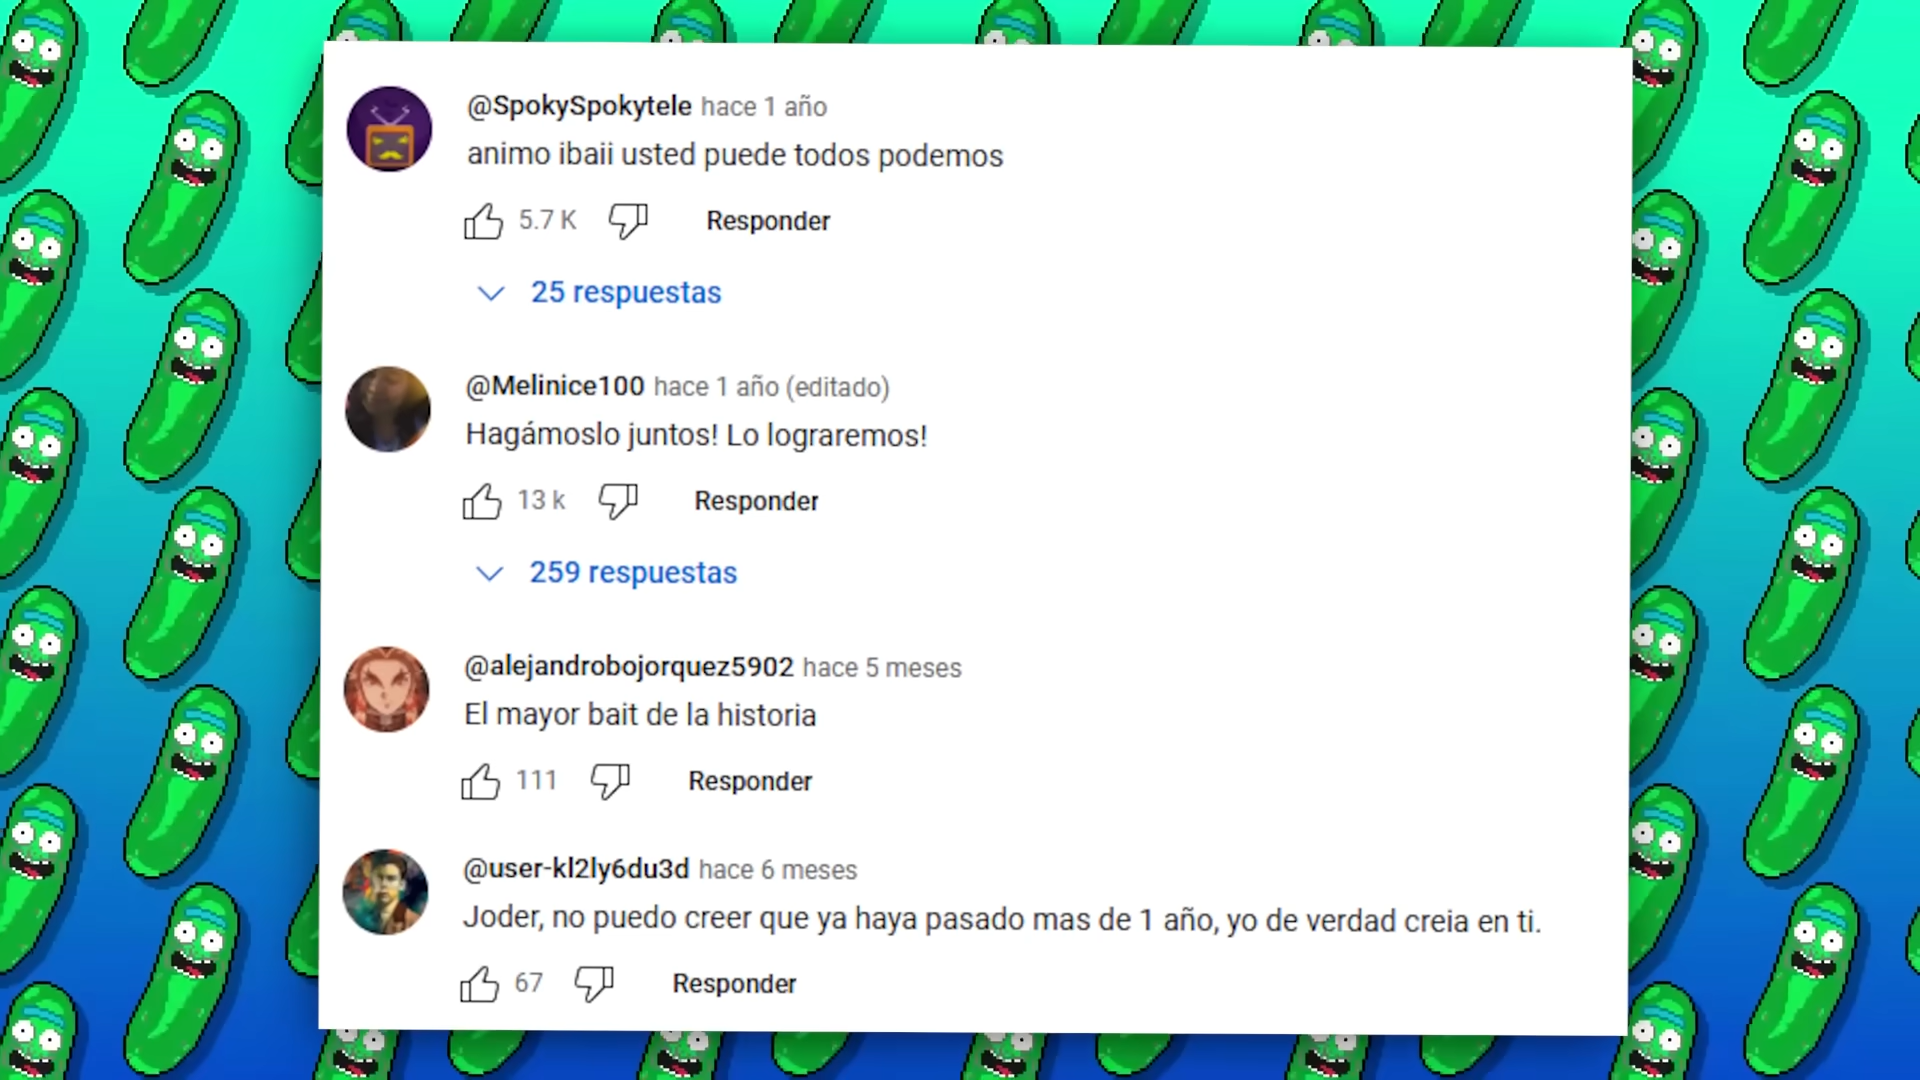 @SpokySpokytele hace 1 año
animo ibaii usted puede todos podemos
5.7 K Responder
25 respuestas
@Melinice100 hace 1 año (editado)
Hagámoslo juntos! Lo lograremos!
13 k Responder
259 respuestas
@alejandrobojorquez5902 hace 5 meses
El mayor bait de la historia
111 Responder
@user-kl2ly6du3d hace 6 meses
Joder, no puedo creer que ya haya pasado mas de 1 año, yo de verdad creia en ti.
67 Responder